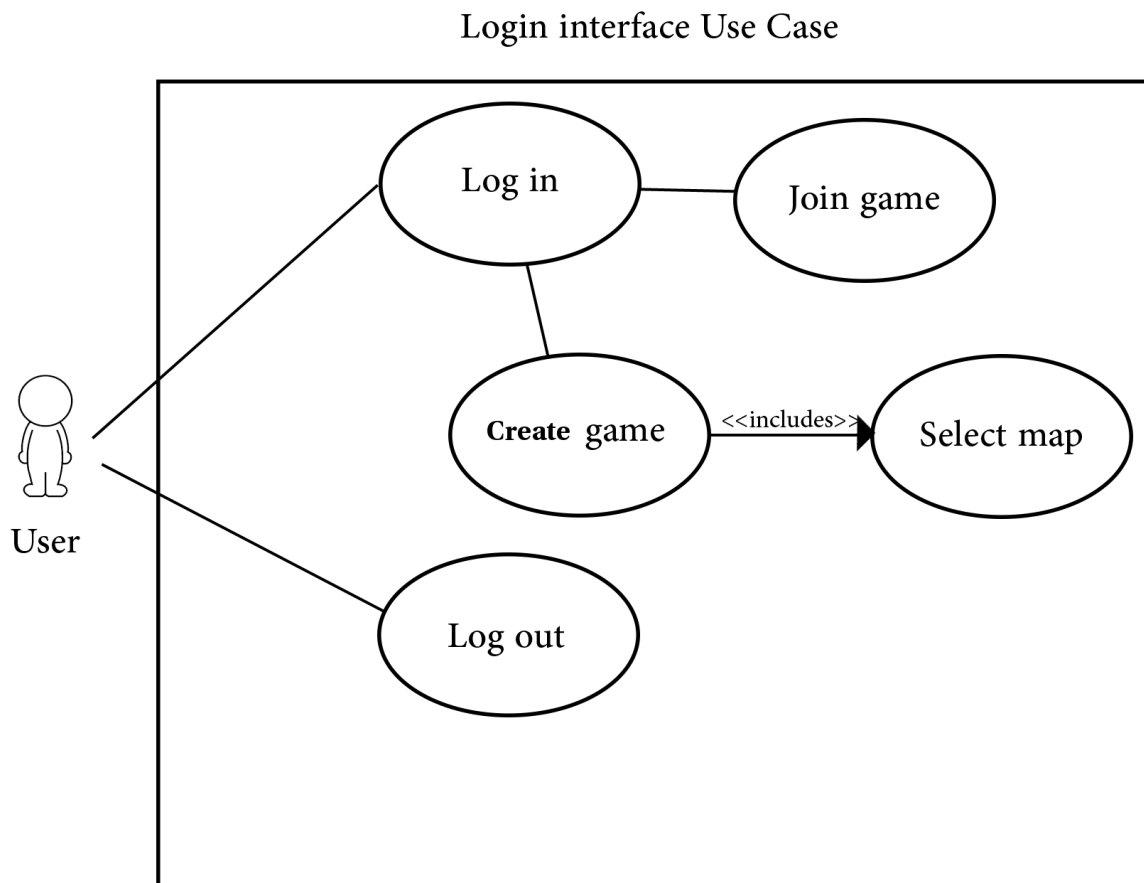 Login interface Use Case
Log in
Join game
Create game
<<includes>>
Select map
User
Log out